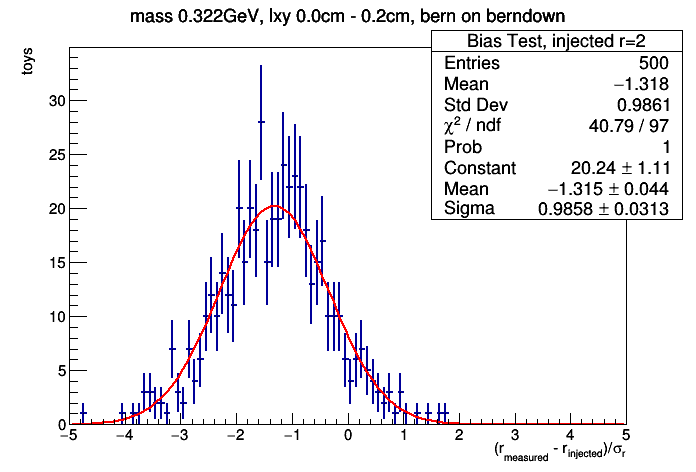 mass 0.322GeV, lxy 0.0cm - 0.2cm, bern on berndown
toys
Bias Test, injected r=2
Entries 500
Mean −1.318
Std Dev 0.9861
χ² / ndf 40.79 / 97
Prob 1
Constant 20.24 ± 1.11
Mean −1.315 ± 0.044
Sigma 0.9858 ± 0.0313
30
25
20
15
10
5
0
−5 −4 −3 −2 −1 0 1 2 3 4 5
(r_measured - r_injected)/σ_r